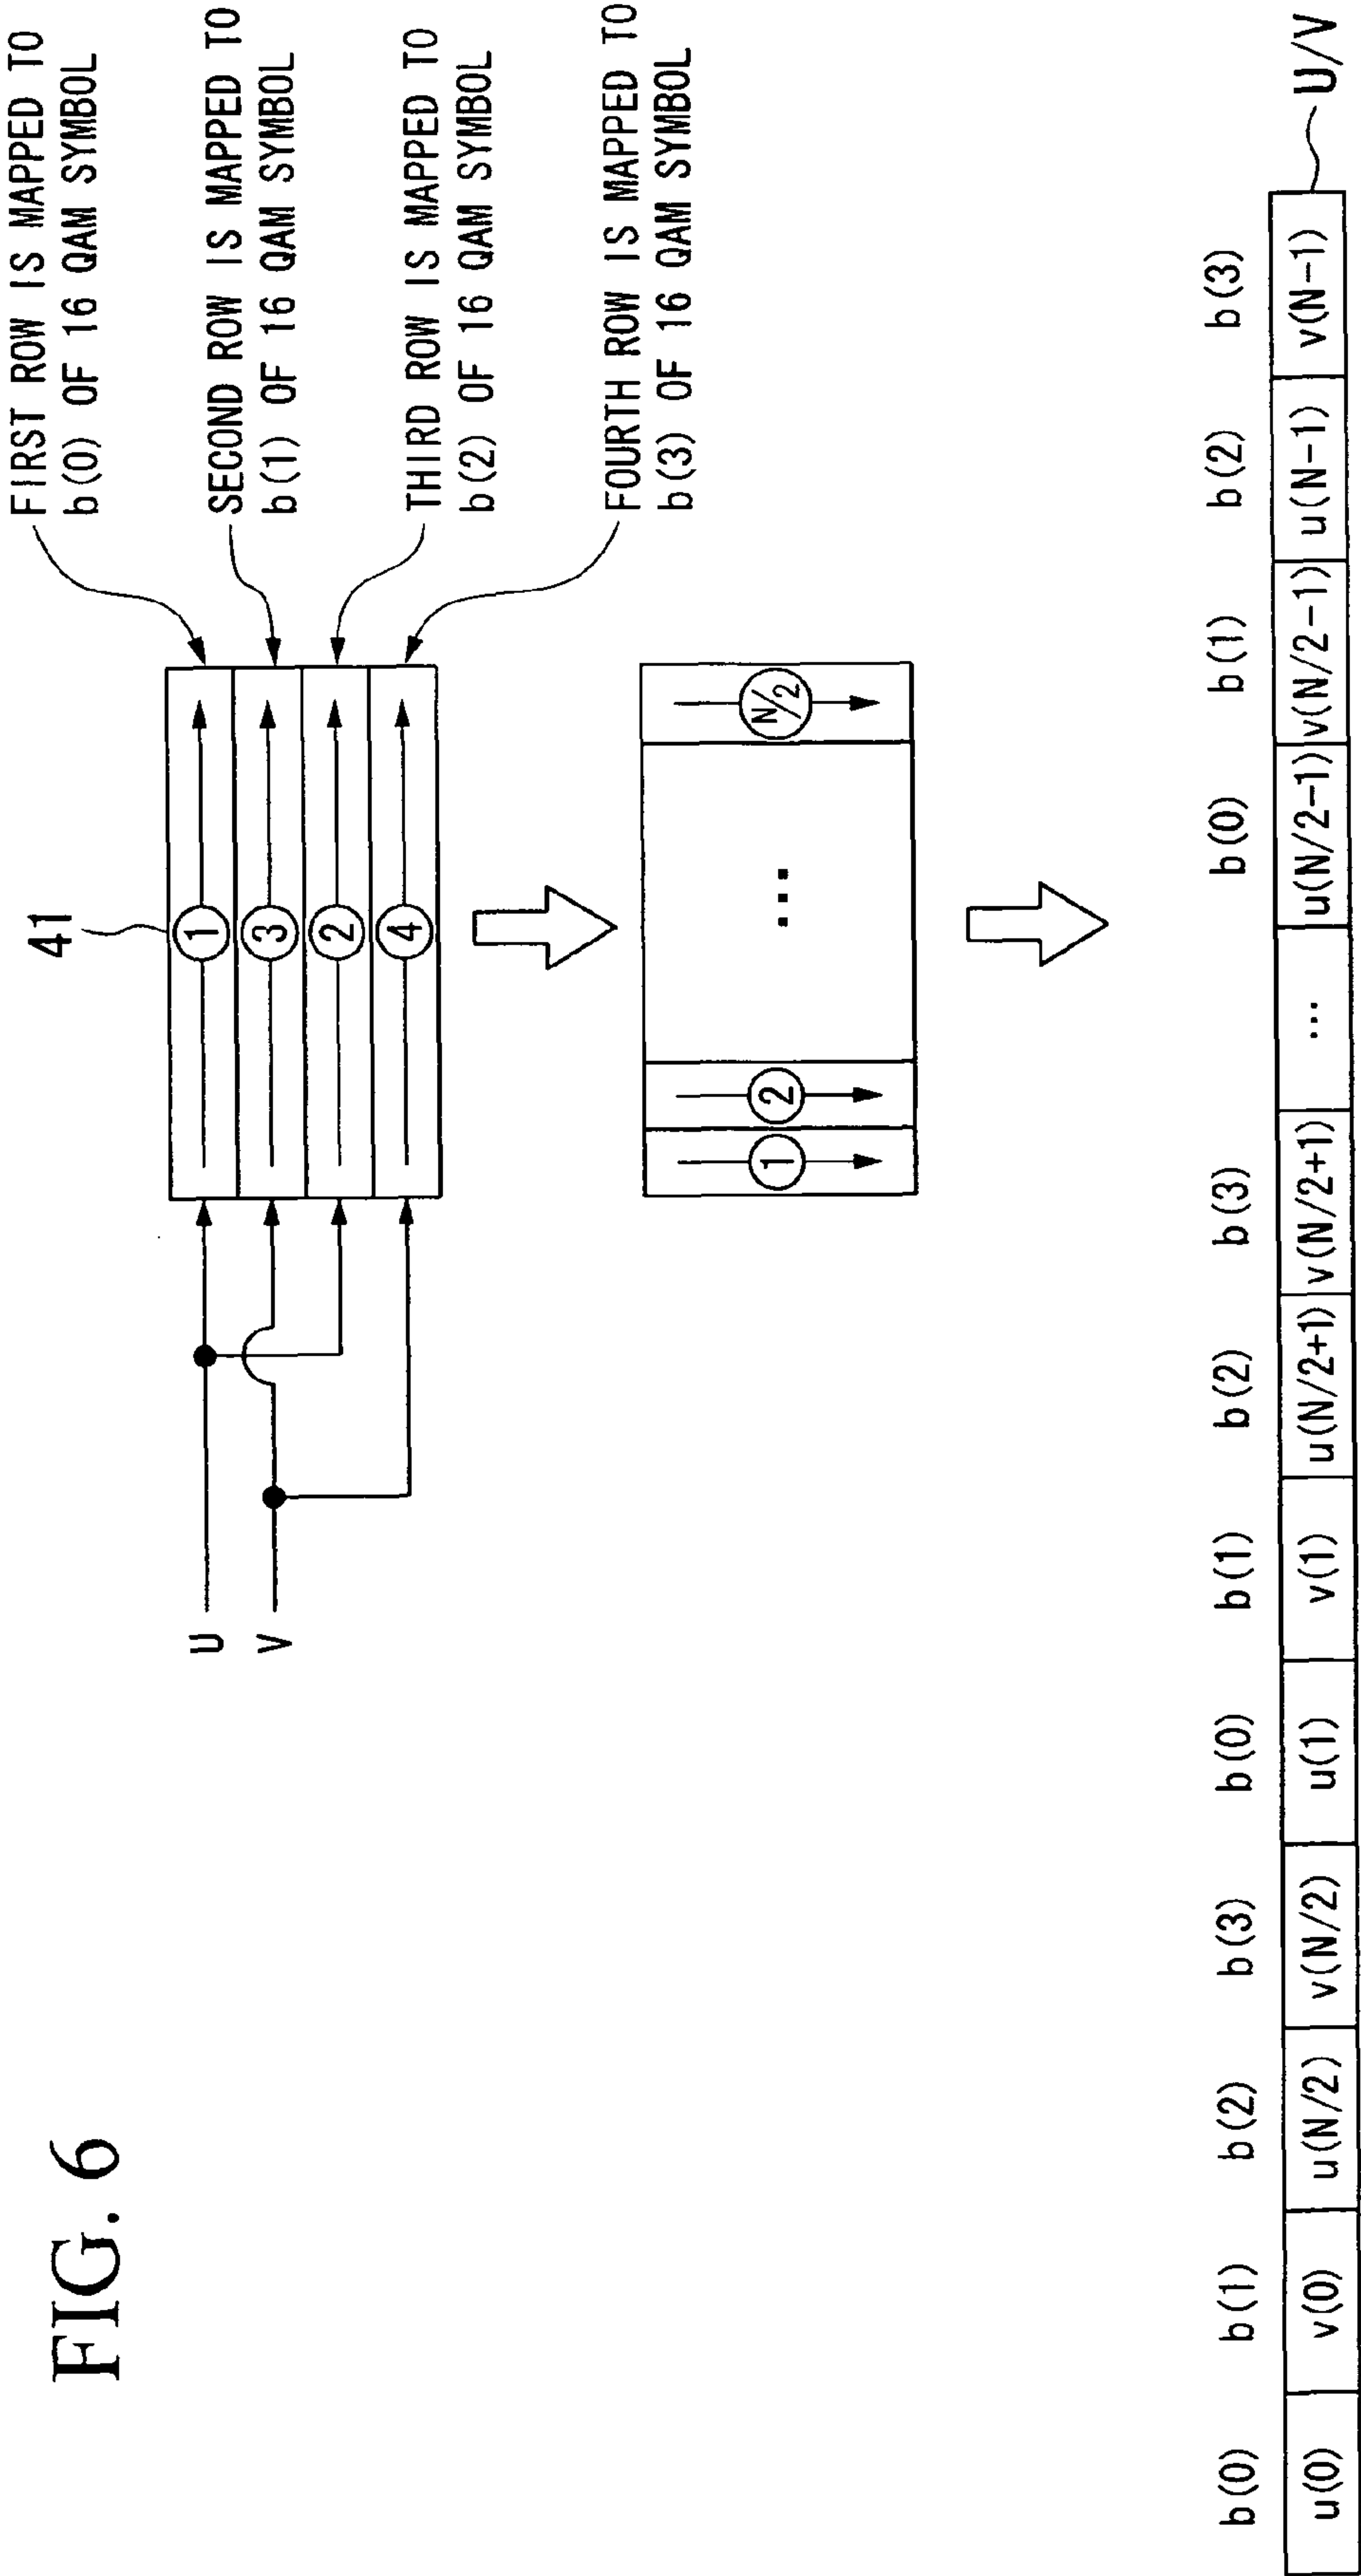 FIG. 6
41
FIRST ROW IS MAPPED TO
b(0) OF 16 QAM SYMBOL
SECOND ROW IS MAPPED TO
b(1) OF 16 QAM SYMBOL
THIRD ROW IS MAPPED TO
b(2) OF 16 QAM SYMBOL
FOURTH ROW IS MAPPED TO
b(3) OF 16 QAM SYMBOL
U
V
1
3
2
4
1 2 ... N/2
b(0) b(1) b(2) b(3) b(0) b(1) b(2) b(3) b(0) b(1) b(2) b(3)
u(0) v(0) u(N/2) v(N/2) u(1) v(1) u(N/2+1) v(N/2+1) ... u(N/2-1) v(N/2-1) u(N-1) v(N-1)
U/V